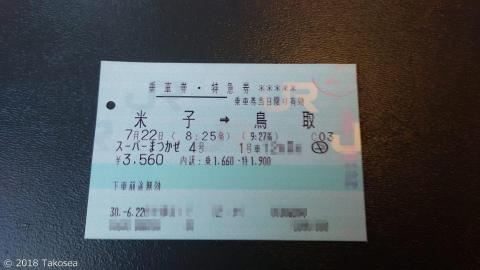 乗車券・特急券 ＊＊＊＊＊
乗車券当日限り有効
米子 → 鳥取
7月22日 ( 8:25発) ( 9:27着) C03
スーパーまつかぜ 4号 1号車12
¥3,560 内訳:乗1,660・特1,900
下車前途無効
30.-6.22
JR
© 2018 Takosea